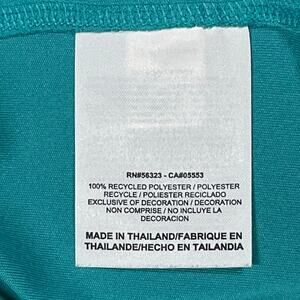 RN#56323 - CA#05553
100% RECYCLED POLYESTER / POLYESTER
RECYCLE / POLIESTER RECICLADO
EXCLUSIVE OF DECORATION / DECORATION
NON COMPRISE / NO INCLUYE LA
DECORACION
MADE IN THAILAND/FABRIQUE EN
THAILANDE/HECHO EN TAILANDIA